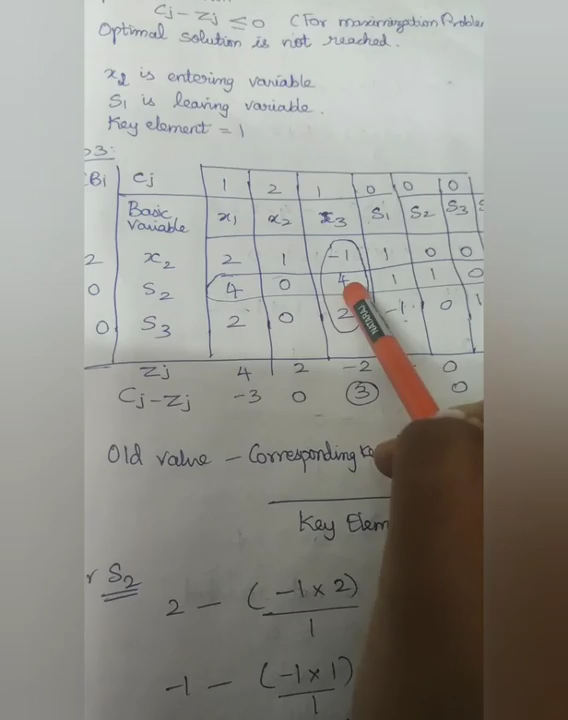 Cj - Zj ≤ 0 (For maximization Proble
Optimal solution is not reached.
x2 is entering variable
S1 is leaving variable.
Key element = 1
3:
CBi Cj 1 2 1 0 0 0
Basic Variable x1 x2 x3 S1 S2 S3
2 x2 2 1 -1 1 0 0
0 S2 4 0 4 1 1 0
0 S3 2 0 2 -1 0 1
Zj 4 2 -2 0
Cj - Zj -3 0 3 0
Old value - Corresponding Ke
Key Elem
r S2
2 - (-1 x 2)
1
-1 - (-1 x 1)
1
NATARAJ